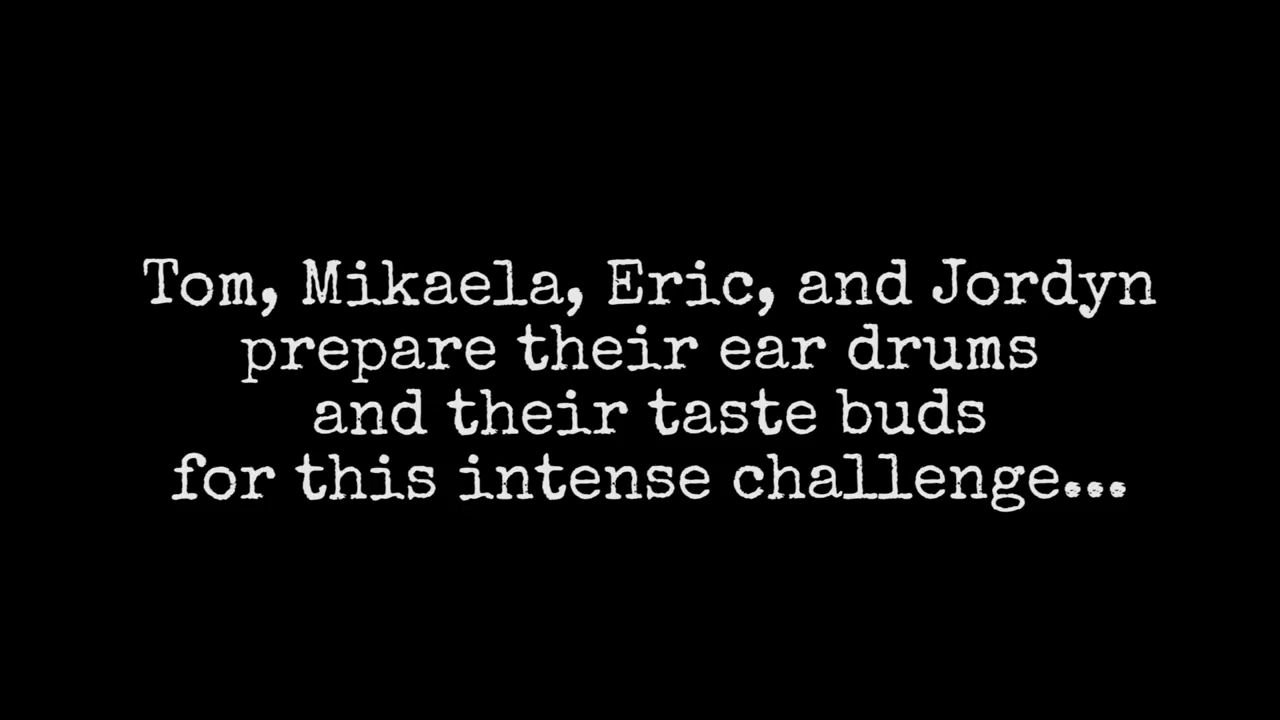 Tom, Mikaela, Eric, and Jordyn
prepare their ear drums
and their taste buds
for this intense challenge...